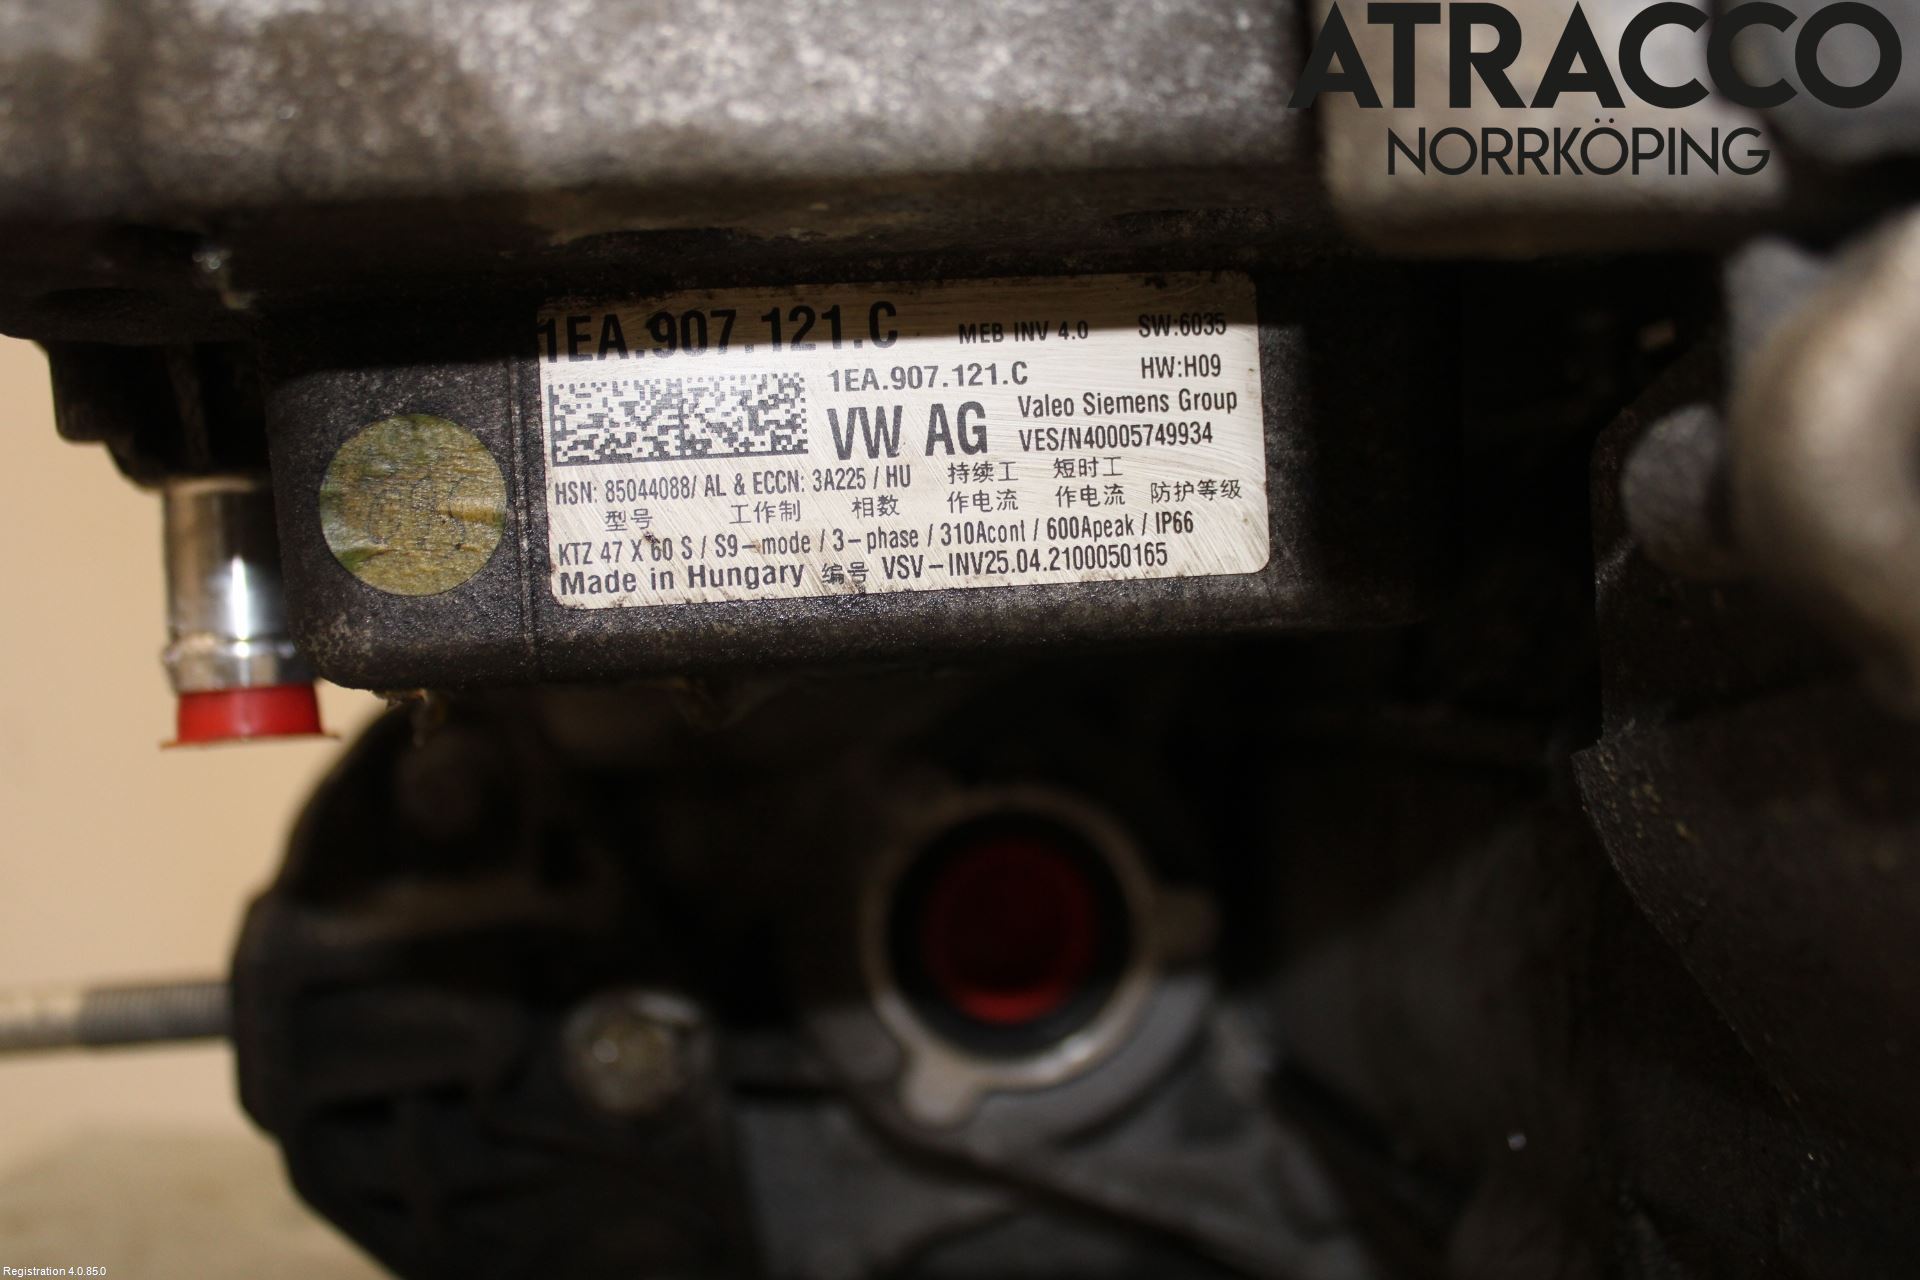 ATRACCO
NORRKÖPING
1EA.907.121.C MEB INV 4.0 SW:6035
1EA.907.121.C HW:H09
VW AG Valeo Siemens Group
VES/N40005749934
HSN: 85044088/ AL & ECCN: 3A225 / HU 持续工 短时工
型号 工作制 相数 作电流 作电流 防护等级
KTZ 47 X 60 S / S9-mode / 3-phase / 310Acont / 600Apeak / IP66
Made in Hungary 编号 VSV-INV25.04.2100050165
Registration 4.0.85.0